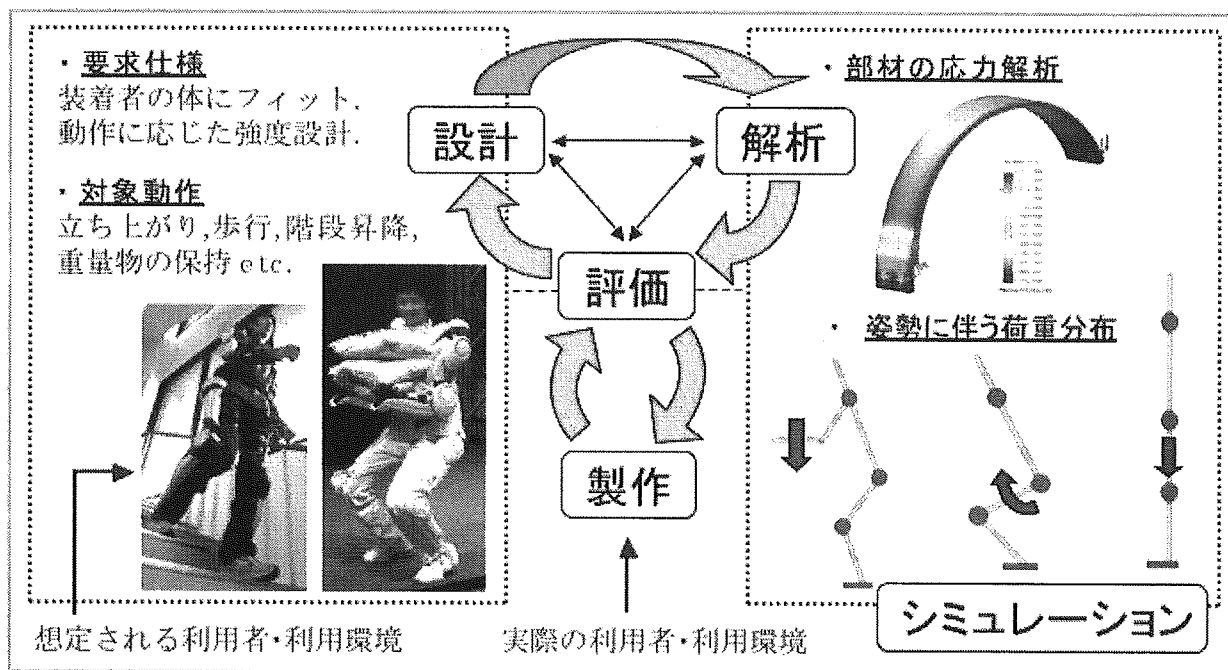 ・要求仕様
装着者の体にフィット.
動作に応じた強度設計.
・対象動作
立ち上がり,歩行,階段昇降,
重量物の保持 etc.
設計
解析
評価
製作
・部材の応力解析
・姿勢に伴う荷重分布
シミュレーション
想定される利用者・利用環境
実際の利用者・利用環境